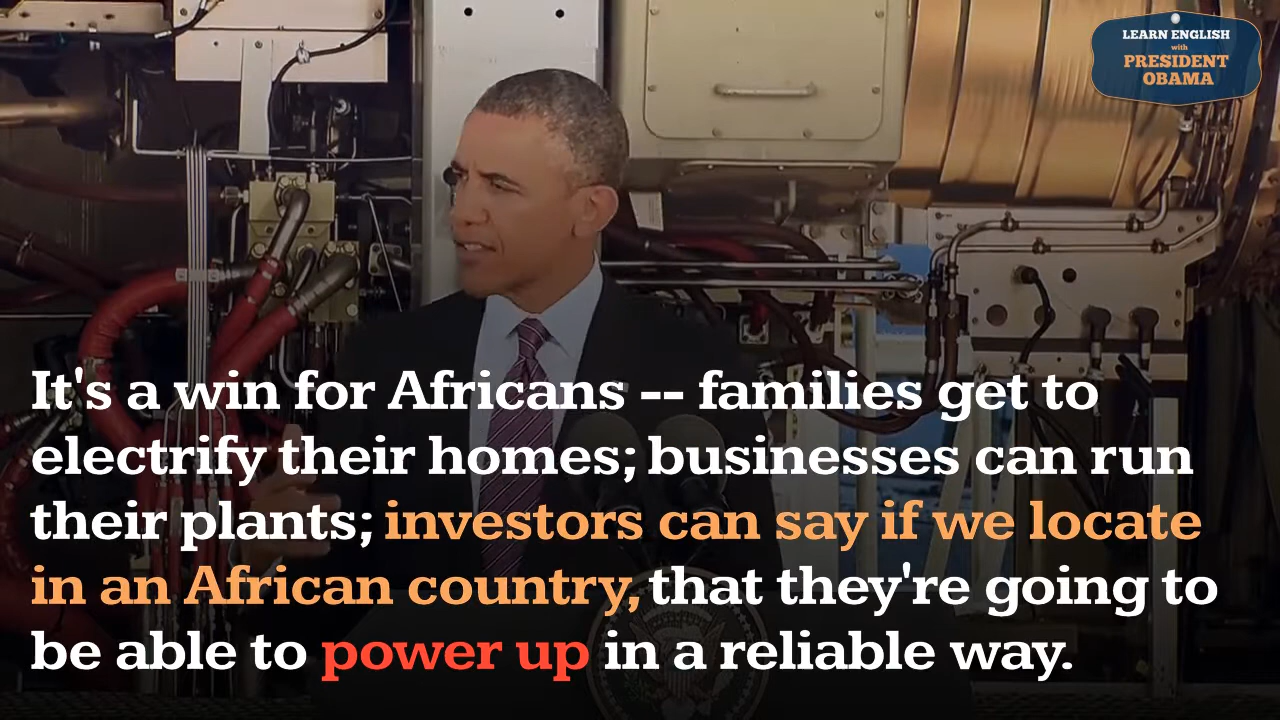 LEARN ENGLISH
with
PRESIDENT
OBAMA
It's a win for Africans -- families get to
electrify their homes; businesses can run
their plants; investors can say if we locate
in an African country, that they're going to
be able to power up in a reliable way.